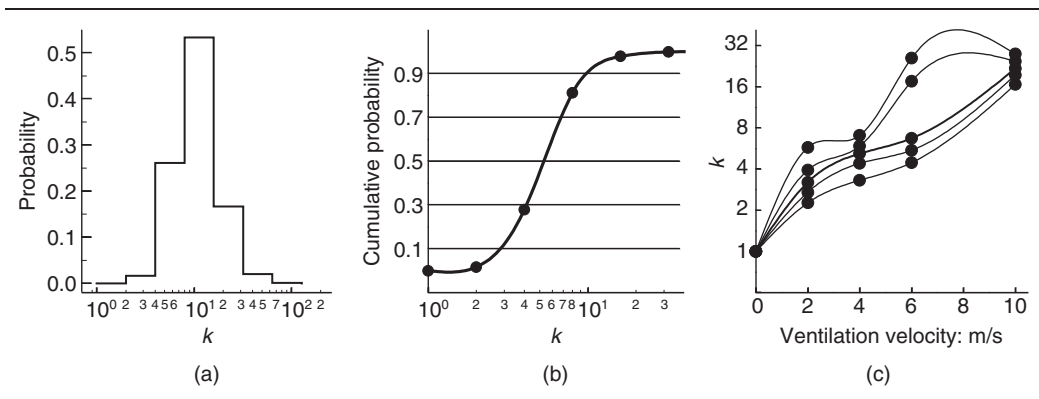 0.5
0.4
0.3
0.2
0.1
0.0
Probability
10⁰ 2 3 4 5 6 10¹ 2 3 4 5 7 10² 2
k
(a)
0.9
0.7
0.5
0.3
0.1
Cumulative probability
10⁰ 2 3 4 5 6 7 8 10¹ 2 3
k
(b)
32
16
8
4
2
1
k
0 2 4 6 8 10
Ventilation velocity: m/s
(c)